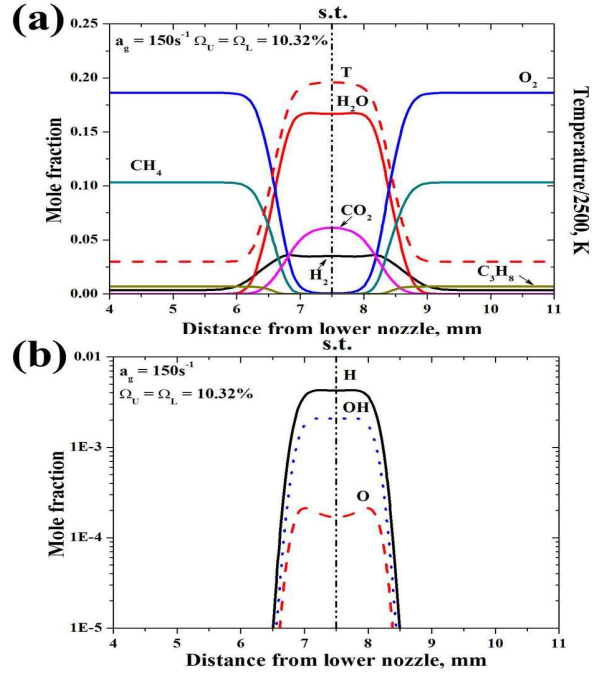 (a)
s.t.
a_g = 150s⁻¹ Ω_U = Ω_L = 10.32%
T
O₂
H₂O
CH₄
CO₂
H₂
C₃H₈
Mole fraction
Temperature/2500, K
0.25
0.20
0.15
0.10
0.05
0.00
4 5 6 7 8 9 10 11
Distance from lower nozzle, mm
(b)
s.t.
a_g = 150s⁻¹
Ω_U = Ω_L = 10.32%
H
OH
O
Mole fraction
0.01
1E-3
1E-4
1E-5
4 5 6 7 8 9 10 11
Distance from lower nozzle, mm